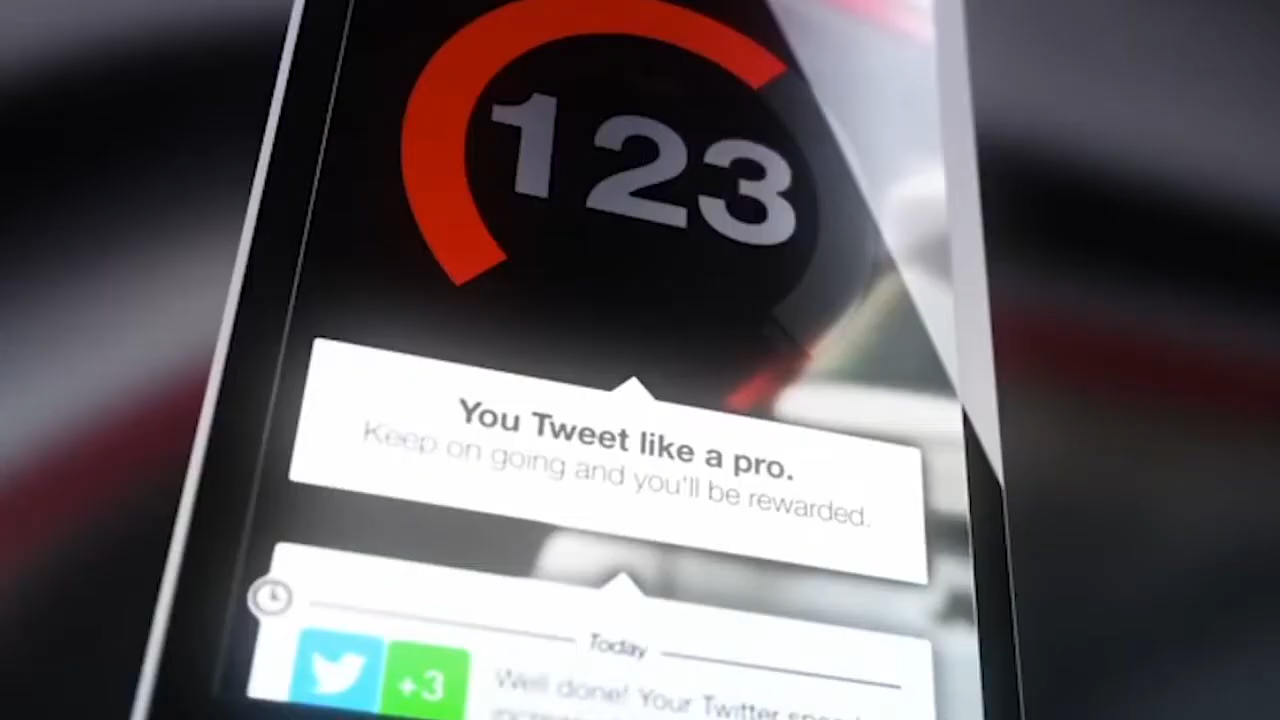 123
You Tweet like a pro.
Keep on going and you'll be rewarded.
Today
+3
Well done! Your Twitter